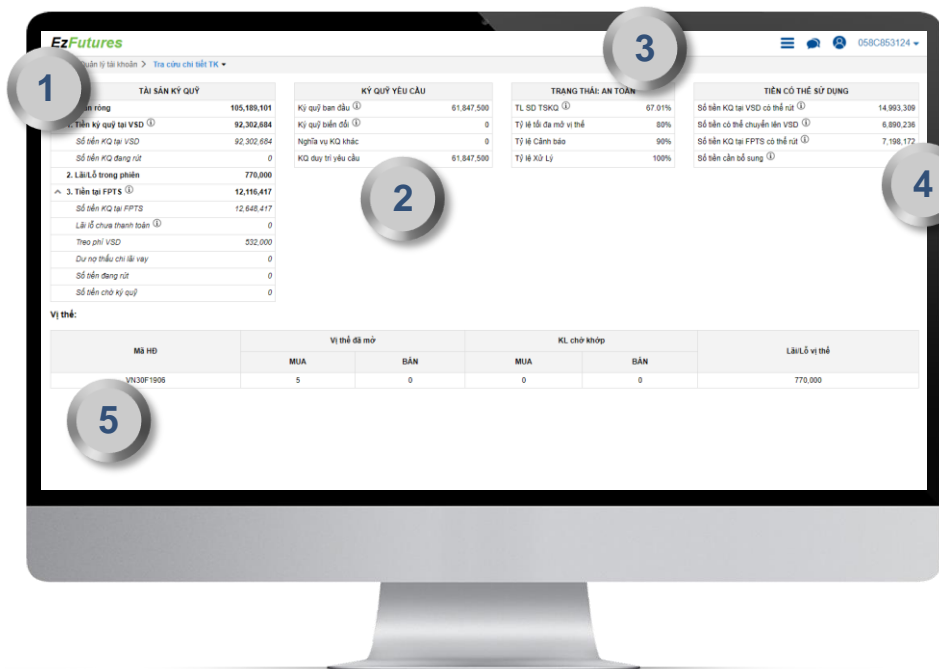 EzFutures
3
058C853124
1
Quản lý tài khoản > Tra cứu chi tiết TK
TÀI SẢN KÝ QUỸ
ròng 105,189,101
1. Tiền ký quỹ tại VSD 92,302,684
Số tiền KQ tại VSD 92,302,684
Số tiền KQ đang rút 0
2. Lãi/Lỗ trong phiên 770,000
3. Tiền tại FPTS 12,116,417
Số tiền KQ tại FPTS 12,648,417
Lãi lỗ chưa thanh toán 0
Treo phí VSD 532,000
Dư nợ thấu chi lãi vay 0
Số tiền đang rút 0
Số tiền chờ ký quỹ 0
KÝ QUỸ YÊU CẦU
Ký quỹ ban đầu 61,847,500
Ký quỹ biến đổi 0
Nghĩa vụ KQ khác 0
KQ duy trì yêu cầu 61,847,500
2
TRẠNG THÁI: AN TOÀN
TL SD TSKQ 67.01%
Tỷ lệ tối đa mở vị thế 80%
Tỷ lệ Cảnh báo 90%
Tỷ lệ Xử Lý 100%
TIỀN CÓ THỂ SỬ DỤNG
Số tiền KQ tại VSD có thể rút 14,993,309
Số tiền có thể chuyển lên VSD 6,890,236
Số tiền KQ tại FPTS có thể rút 7,198,172
Số tiền cần bổ sung
4
Vị thế:
Mã HĐ Vị thế đã mở KL chờ khớp Lãi/Lỗ vị thế
MUA BÁN MUA BÁN
VN30F1906 5 0 0 0 770,000
5